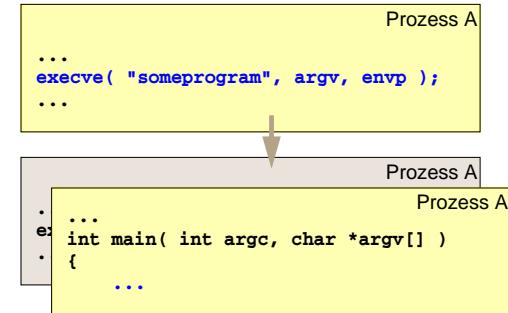 Prozess A
...
execve( "someprogram", argv, envp );
...
Prozess A
.
e
.
Prozess A
...
int main( int argc, char *argv[] )
{
...